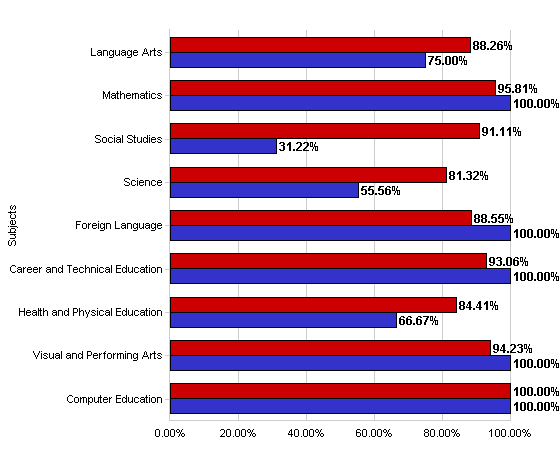 Language Arts
88.26%
75.00%
Mathematics
95.81%
100.00%
Social Studies
91.11%
31.22%
Science
81.32%
55.56%
Subjects
Foreign Language
88.55%
100.00%
Career and Technical Education
93.06%
100.00%
Health and Physical Education
84.41%
66.67%
Visual and Performing Arts
94.23%
100.00%
Computer Education
100.00%
100.00%
0.00% 20.00% 40.00% 60.00% 80.00% 100.00%